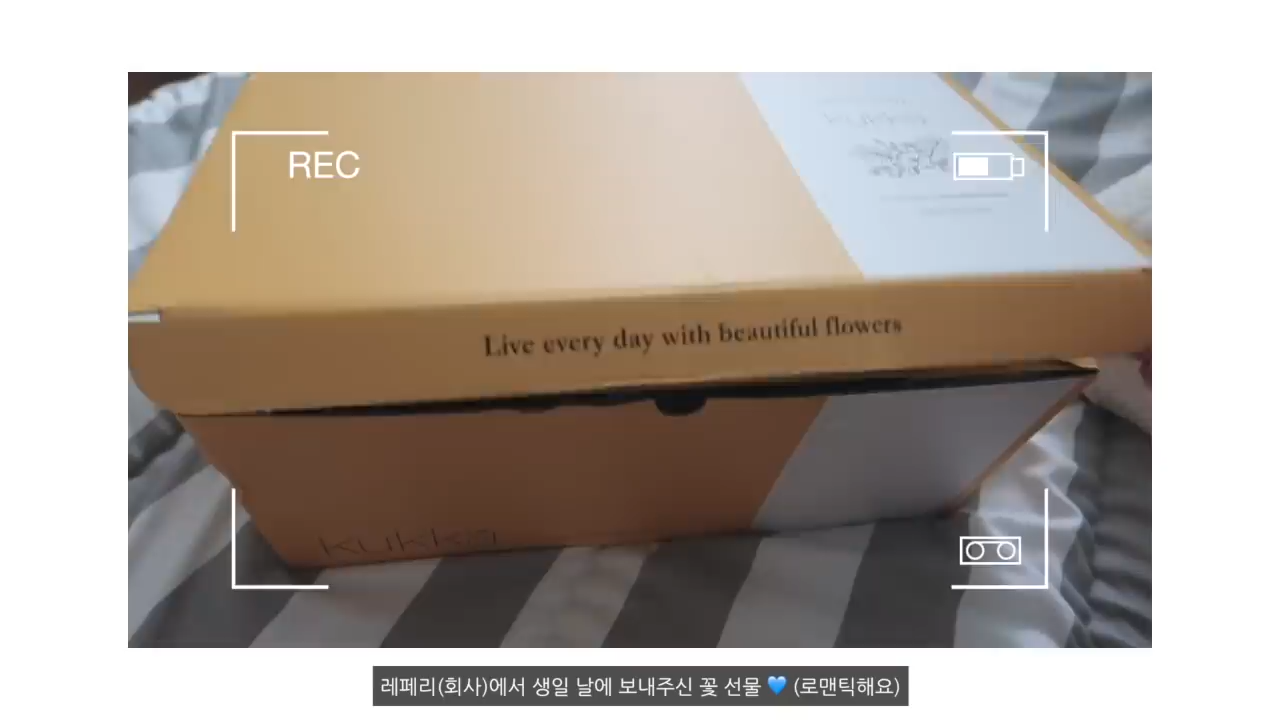 REC
Live every day with beautiful flowers
kukka
레페리(회사)에서 생일 날에 보내주신 꽃 선물 💙 (로맨틱해요)